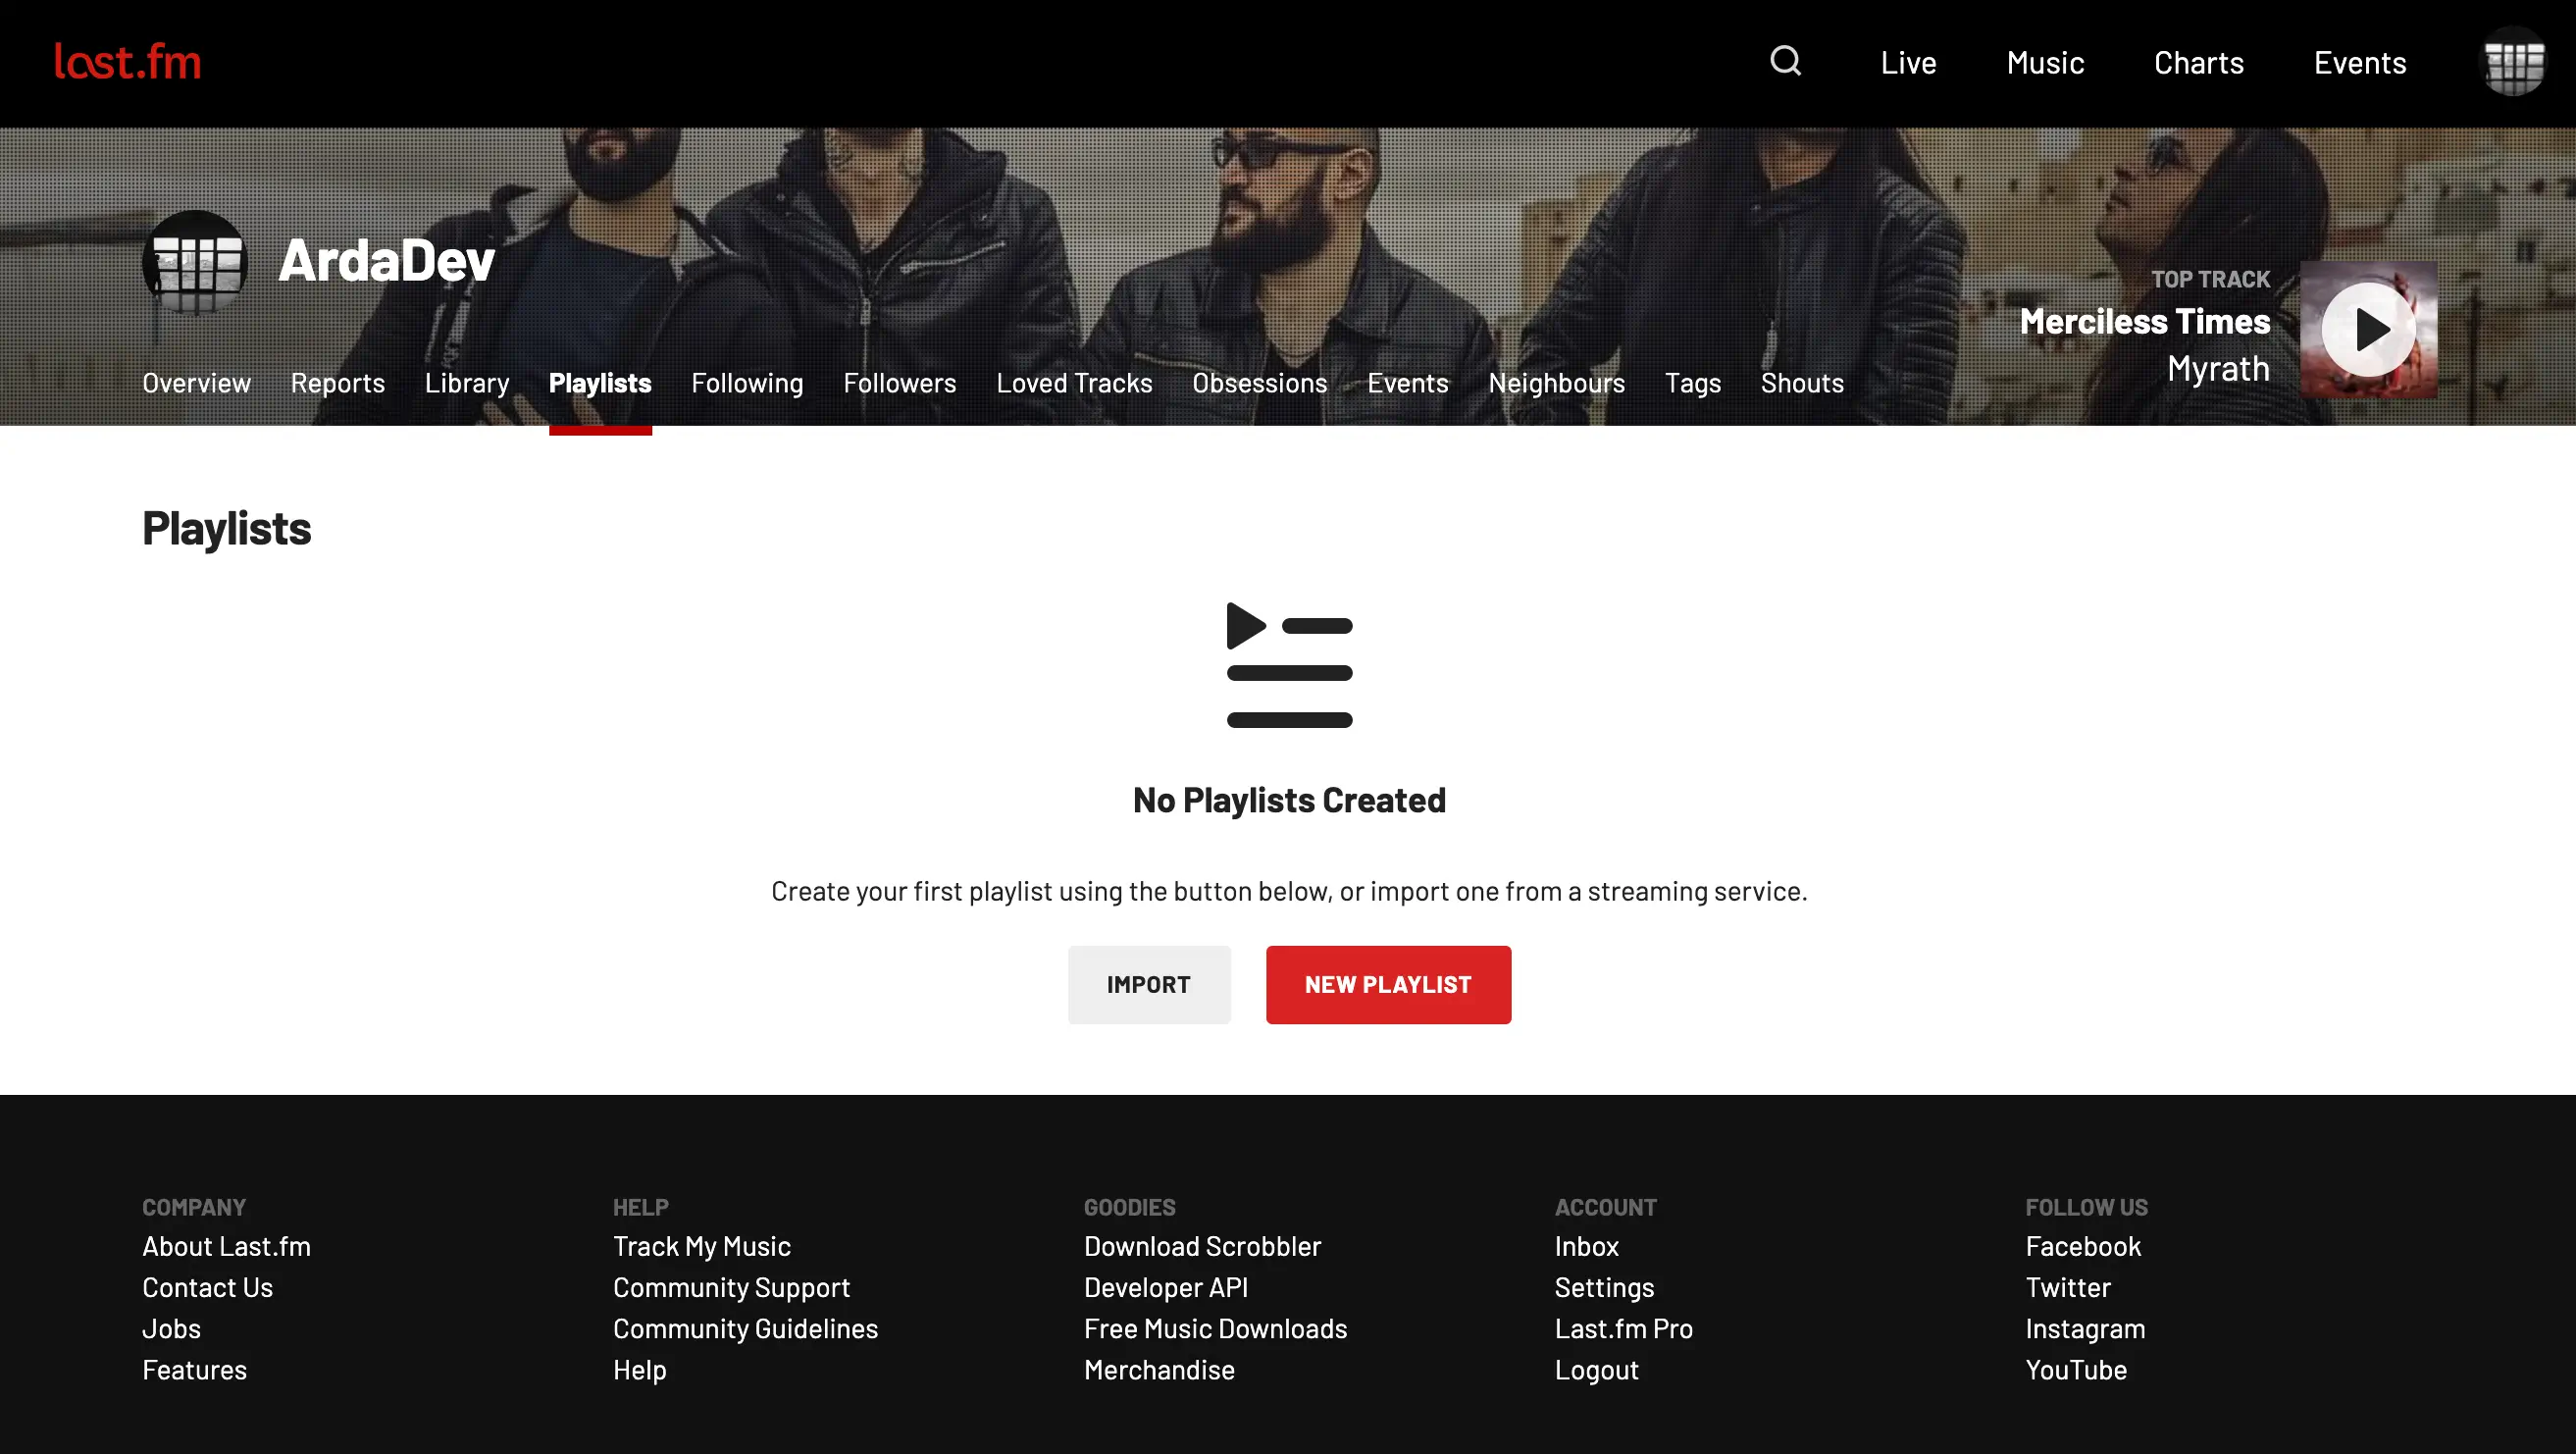 last.fm
Live
Music
Charts
Events
ArdaDev
TOP TRACK
Merciless Times
Myrath
Overview
Reports
Library
Playlists
Following
Followers
Loved Tracks
Obsessions
Events
Neighbours
Tags
Shouts
Playlists
No Playlists Created
Create your first playlist using the button below, or import one from a streaming service.
IMPORT
NEW PLAYLIST
COMPANY
About Last.fm
Contact Us
Jobs
Features
HELP
Track My Music
Community Support
Community Guidelines
Help
GOODIES
Download Scrobbler
Developer API
Free Music Downloads
Merchandise
ACCOUNT
Inbox
Settings
Last.fm Pro
Logout
FOLLOW US
Facebook
Twitter
Instagram
YouTube